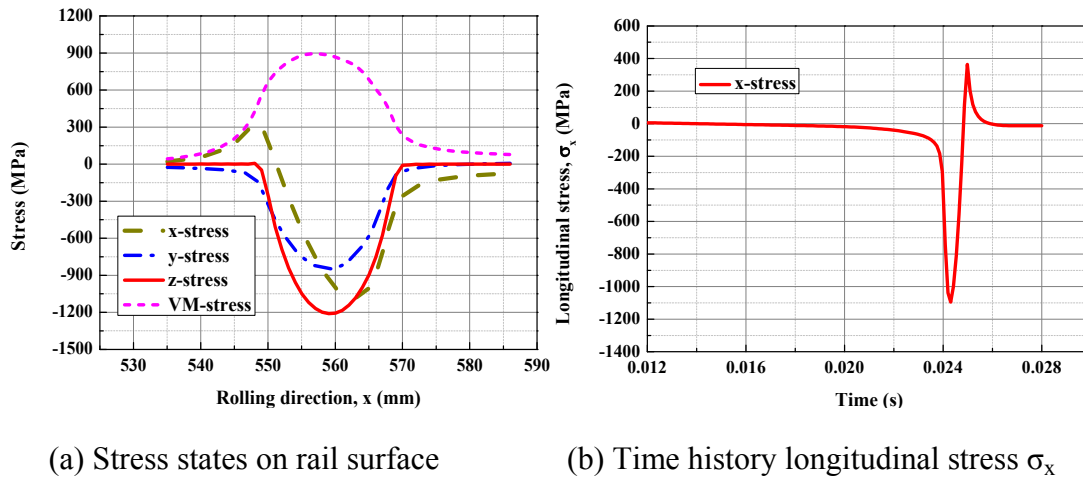 1200
900
600
300
0
-300
-600
-900
-1200
-1500
Stress (MPa)
x-stress
y-stress
z-stress
VM-stress
530 540 550 560 570 580 590
Rolling direction, x (mm)
600
400
200
0
-200
-400
-600
-800
-1000
-1200
-1400
Longitudinal stress, σx (MPa)
x-stress
0.012 0.016 0.020 0.024 0.028
Time (s)
(a) Stress states on rail surface
(b) Time history longitudinal stress σx